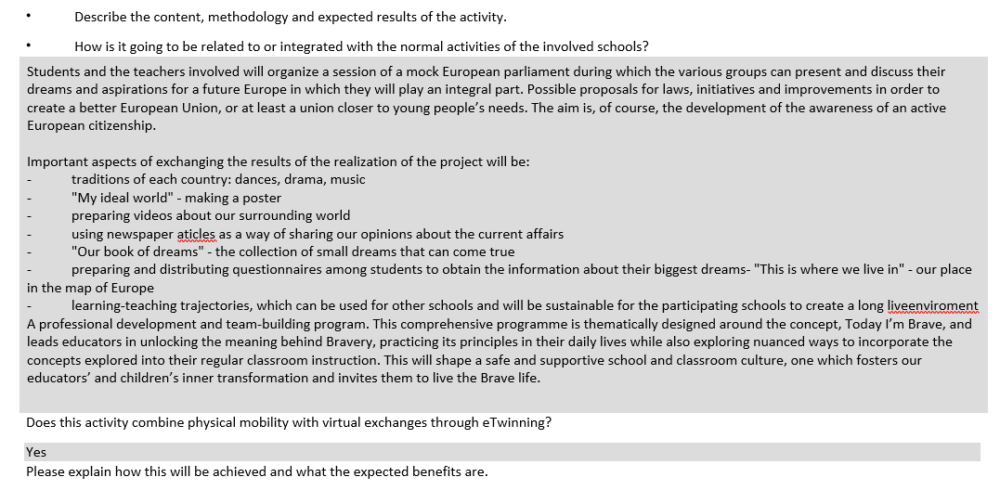 • Describe the content, methodology and expected results of the activity.
• How is it going to be related to or integrated with the normal activities of the involved schools?
Students and the teachers involved will organize a session of a mock European parliament during which the various groups can present and discuss their
dreams and aspirations for a future Europe in which they will play an integral part. Possible proposals for laws, initiatives and improvements in order to
create a better European Union, or at least a union closer to young people’s needs. The aim is, of course, the development of the awareness of an active
European citizenship.
Important aspects of exchanging the results of the realization of the project will be:
- traditions of each country: dances, drama, music
- "My ideal world" - making a poster
- preparing videos about our surrounding world
- using newspaper aticles as a way of sharing our opinions about the current affairs
- "Our book of dreams" - the collection of small dreams that can come true
- preparing and distributing questionnaires among students to obtain the information about their biggest dreams- "This is where we live in" - our place
in the map of Europe
- learning-teaching trajectories, which can be used for other schools and will be sustainable for the participating schools to create a long liveenviroment
A professional development and team-building program. This comprehensive programme is thematically designed around the concept, Today I’m Brave, and
leads educators in unlocking the meaning behind Bravery, practicing its principles in their daily lives while also exploring nuanced ways to incorporate the
concepts explored into their regular classroom instruction. This will shape a safe and supportive school and classroom culture, one which fosters our
educators’ and children’s inner transformation and invites them to live the Brave life.
Does this activity combine physical mobility with virtual exchanges through eTwinning?
Yes
Please explain how this will be achieved and what the expected benefits are.